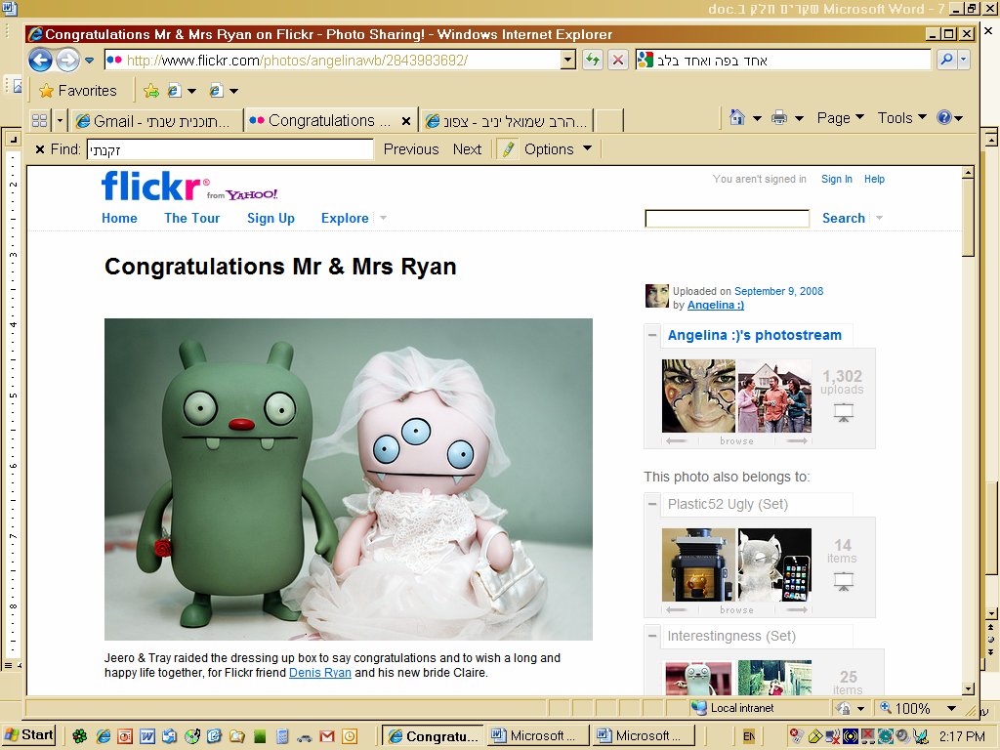 שקרים חלק ב.doc - 7 Microsoft Word
Congratulations Mr & Mrs Ryan on Flickr - Photo Sharing! - Windows Internet Explorer
http://www.flickr.com/photos/angelinawb/2843983692/
אחד בפה ואחד בלב
Favorites
Gmail - תוכנית שנתי...
Congratulations ...
הרב שמואל יניב - צפונ...
Page
Tools
Find: זקנתי
Previous
Next
Options
flickr from YAHOO!
You aren't signed in Sign In Help
Home The Tour Sign Up Explore
Search
Congratulations Mr & Mrs Ryan
Uploaded on September 9, 2008
by Angelina :)
Angelina :)'s photostream
1,302
uploads
browse
This photo also belongs to:
Plastic52 Ugly (Set)
14
items
browse
Interestingness (Set)
25
items
Jeero & Tray raided the dressing up box to say congratulations and to wish a long and
happy life together, for Flickr friend Denis Ryan and his new bride Claire.
Local intranet
100%
Start
Congratu...
Microsoft ...
Microsoft ...
EN
2:17 PM